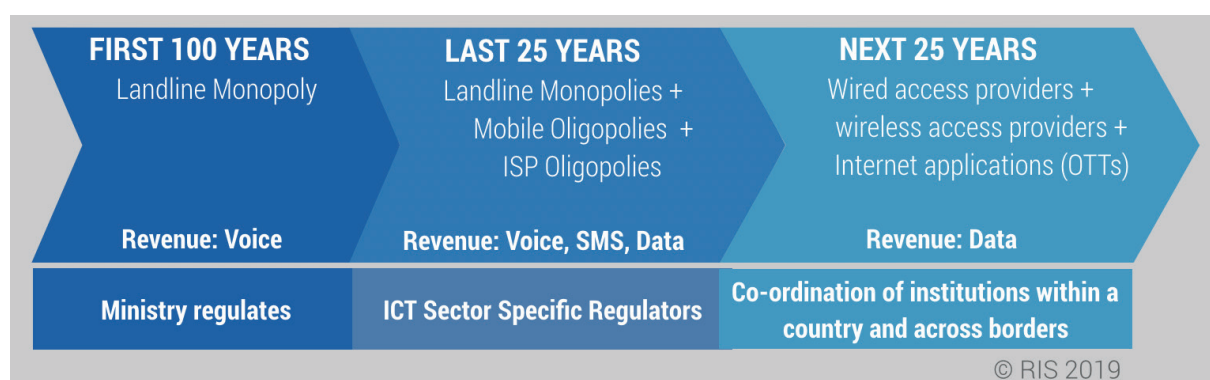 FIRST 100 YEARS
Landline Monopoly
Revenue: Voice
Ministry regulates
LAST 25 YEARS
Landline Monopolies +
Mobile Oligopolies +
ISP Oligopolies
Revenue: Voice, SMS, Data
ICT Sector Specific Regulators
NEXT 25 YEARS
Wired access providers +
wireless access providers +
Internet applications (OTTs)
Revenue: Data
Co-ordination of institutions within a
country and across borders
© RIS 2019